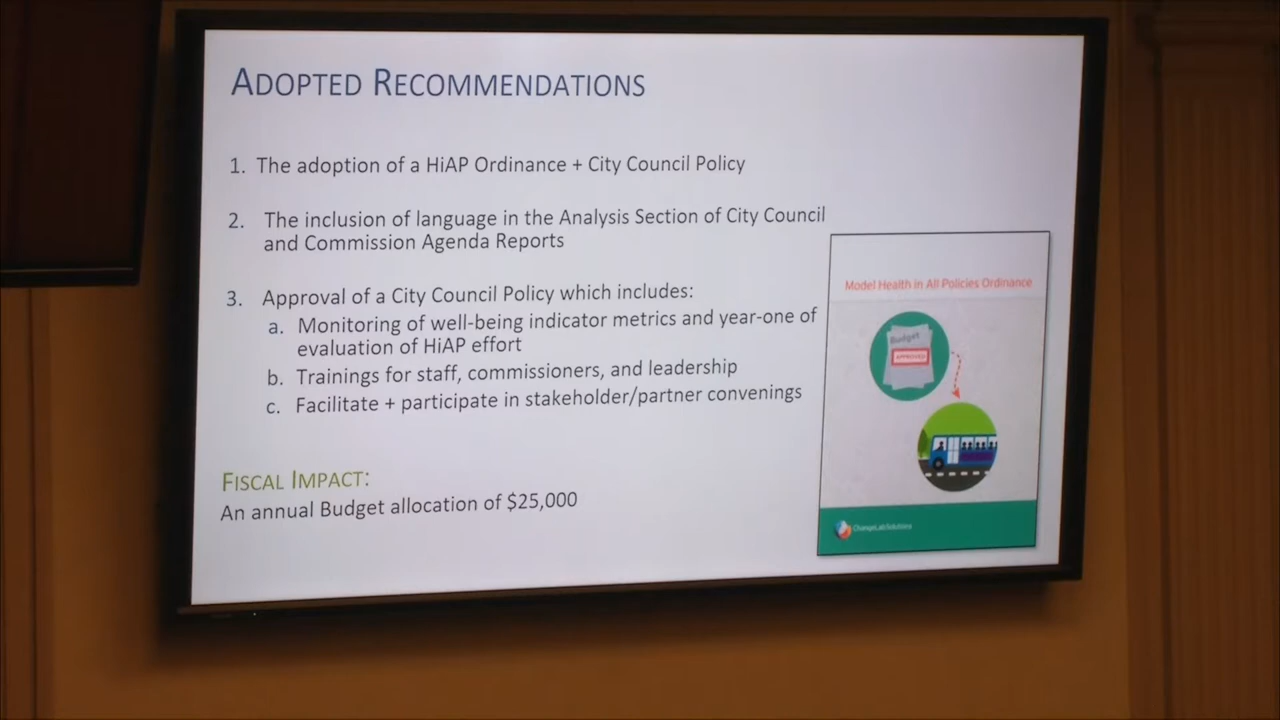 ADOPTED RECOMMENDATIONS
1. The adoption of a HiAP Ordinance + City Council Policy
2. The inclusion of language in the Analysis Section of City Council
and Commission Agenda Reports
3. Approval of a City Council Policy which includes:
a. Monitoring of well-being indicator metrics and year-one of
evaluation of HiAP effort
b. Trainings for staff, commissioners, and leadership
c. Facilitate + participate in stakeholder/partner convenings
FISCAL IMPACT:
An annual Budget allocation of $25,000
Model Health in All Policies Ordinance
Budget
APPROVED
ChangeLabSolutions